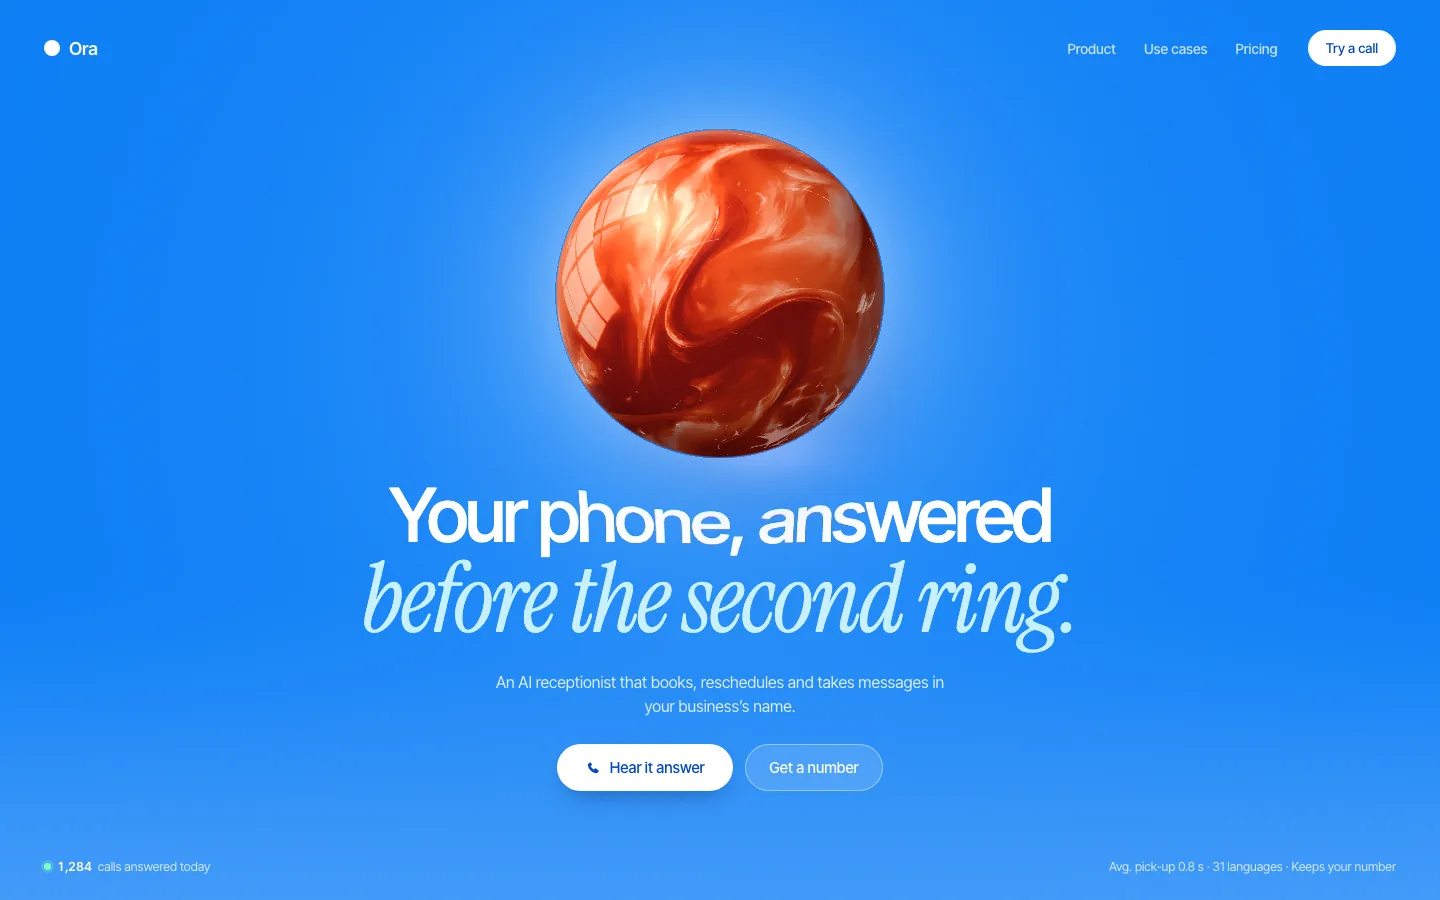 Ora
Product
Use cases
Pricing
Try a call
Your phone, answered
before the second ring.
An AI receptionist that books, reschedules and takes messages in
your business’s name.
Hear it answer
Get a number
1,284 calls answered today
Avg. pick-up 0.8 s · 31 languages · Keeps your number